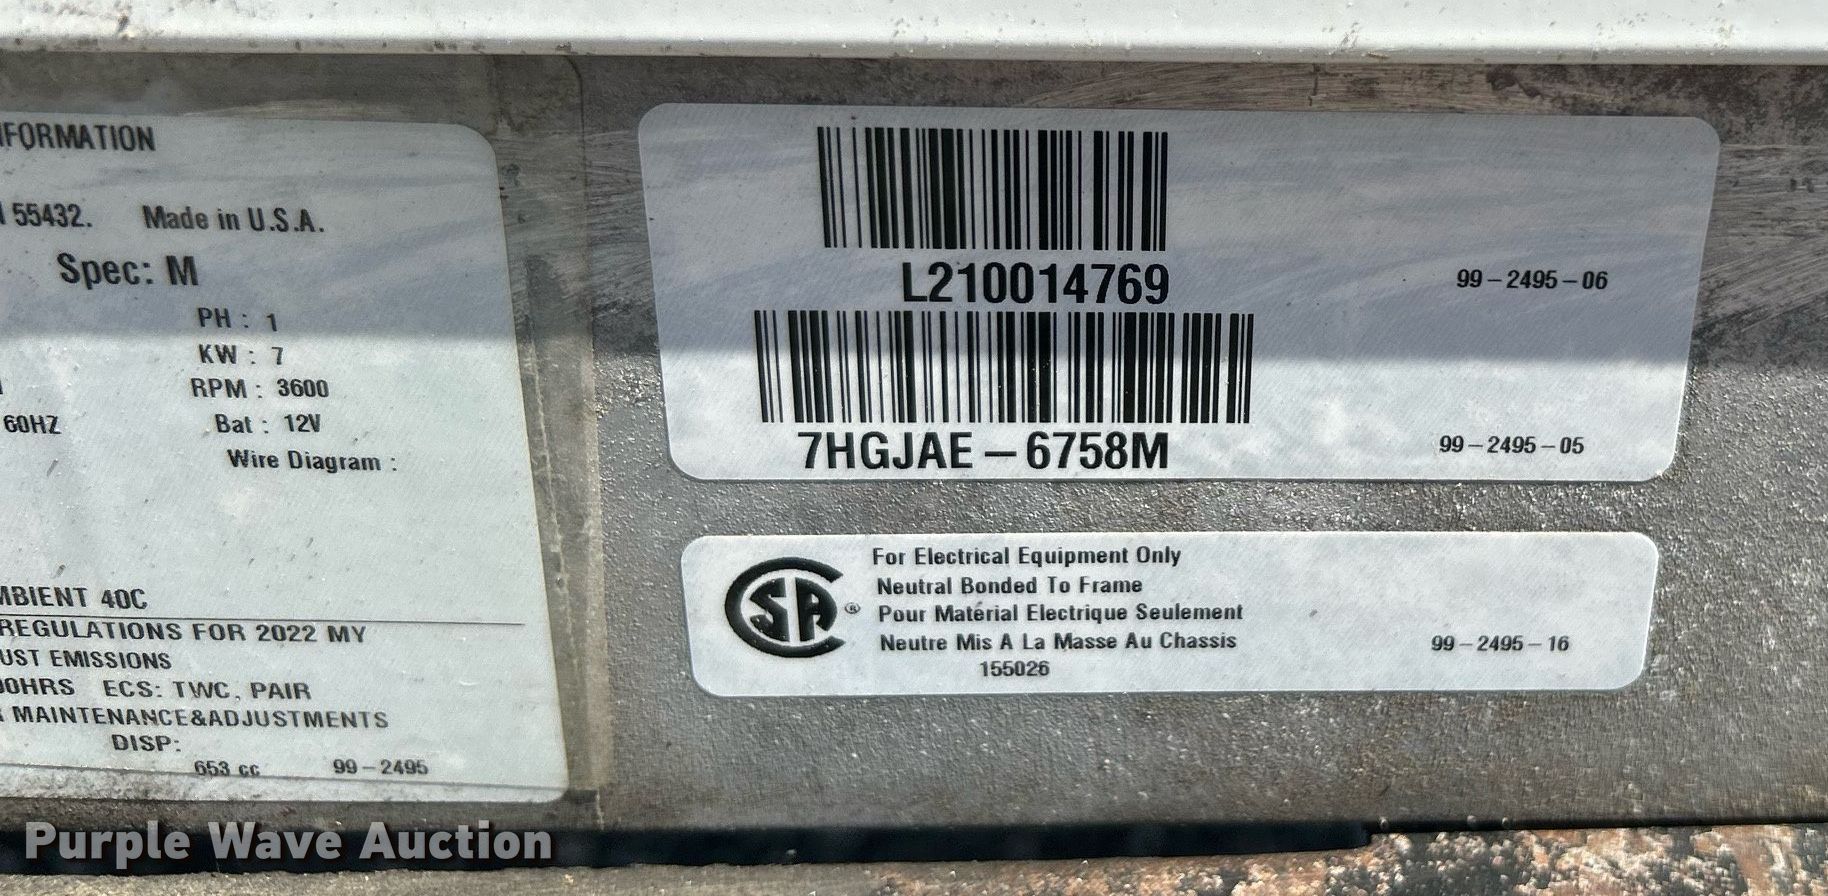 NFORMATION
55432. Made in U.S.A.
Spec: M
PH : 1
KW : 7
RPM : 3600
60HZ Bat : 12V
Wire Diagram :
MBIENT 40C
REGULATIONS FOR 2022 MY
UST EMISSIONS
0HRS ECS: TWC, PAIR
MAINTENANCE&ADJUSTMENTS
DISP:
653 cc 99-2495
L210014769
99-2495-06
7HGJAE-6758M
99-2495-05
SA®
For Electrical Equipment Only
Neutral Bonded To Frame
Pour Matérial Electrique Seulement
Neutre Mis A La Masse Au Chassis
155026
99-2495-16
Purple Wave Auction